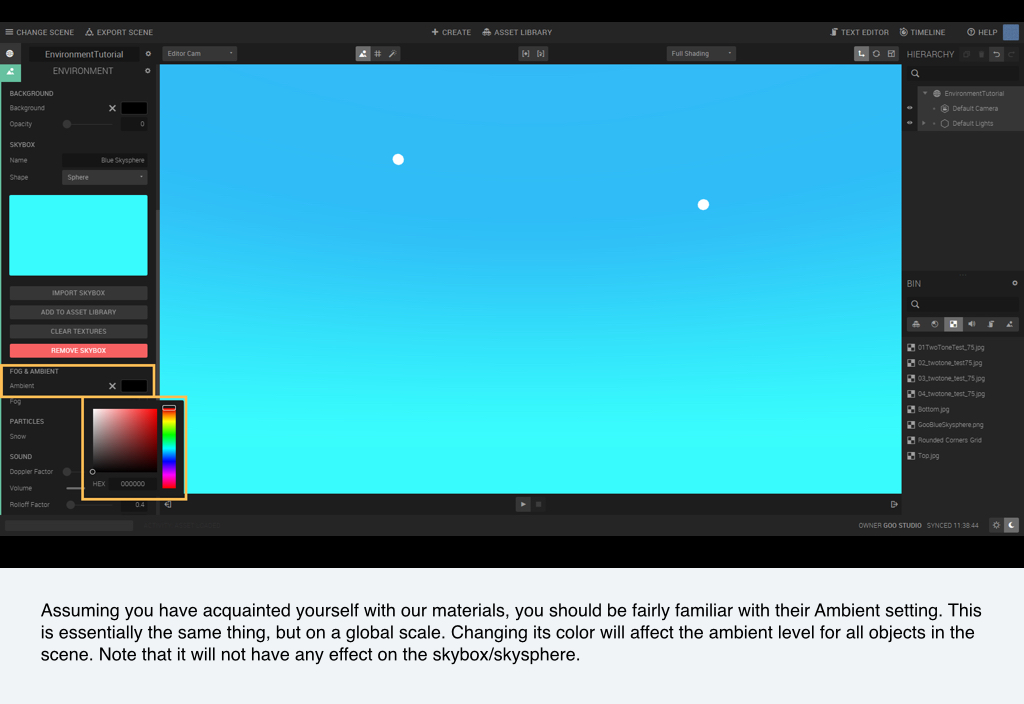 CHANGE SCENE EXPORT SCENE CREATE ASSET LIBRARY TEXT EDITOR TIMELINE HELP
EnvironmentTutorial Editor Cam Full Shading HIERARCHY
ENVIRONMENT
BACKGROUND
Background
Opacity 0
SKYBOX
Name Blue Skysphere
Shape Sphere
IMPORT SKYBOX
ADD TO ASSET LIBRARY
CLEAR TEXTURES
REMOVE SKYBOX
FOG & AMBIENT
Ambient
Fog
PARTICLES
Snow
SOUND
Doppler Factor
Volume
Rolloff Factor 0.4
HEX 000000
EnvironmentTutorial
Default Camera
Default Lights
BIN
01TwoToneTest_75.jpg
02_twotone_test75.jpg
03_twotone_test_75.jpg
04_twotone_test_75.jpg
Bottom.jpg
GooBlueSkysphere.png
Rounded Corners Grid
Top.jpg
OWNER GOO STUDIO SYNCED 11:38:44
Assuming you have acquainted yourself with our materials, you should be fairly familiar with their Ambient setting. This
is essentially the same thing, but on a global scale. Changing its color will affect the ambient level for all objects in the
scene. Note that it will not have any effect on the skybox/skysphere.